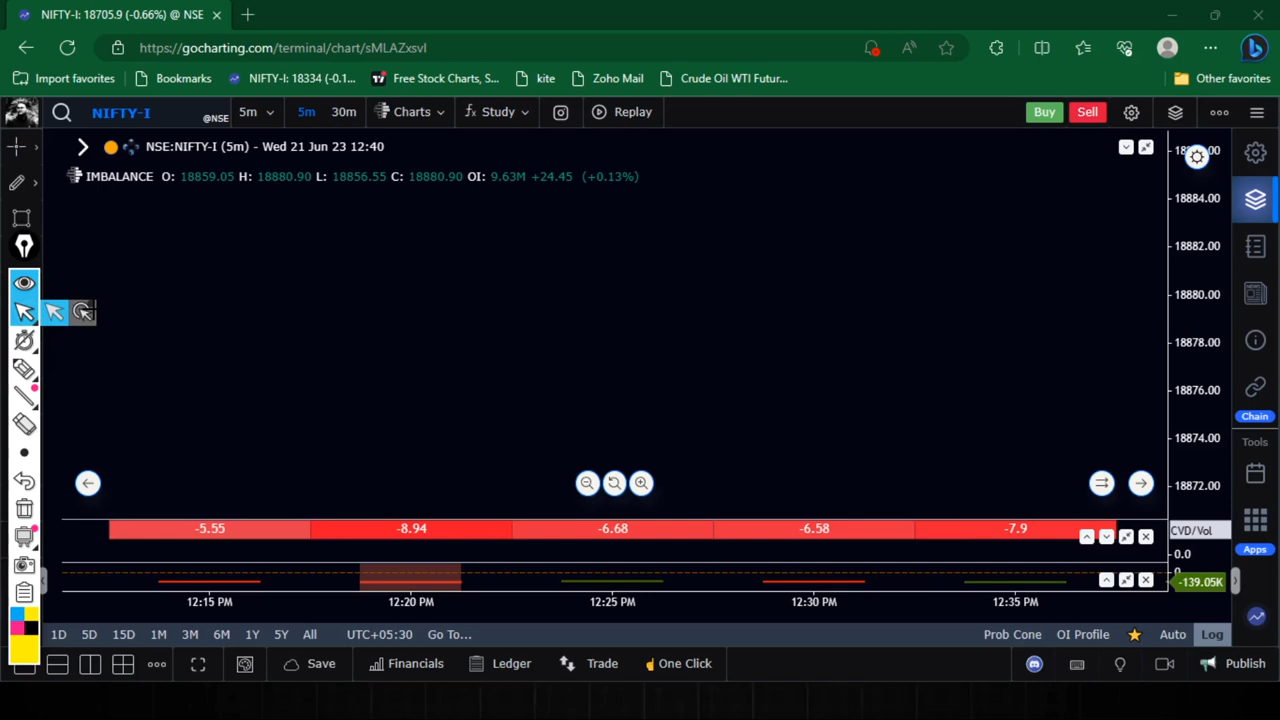 NIFTY-I: 18705.9 (-0.66%) @ NSE
https://gocharting.com/terminal/chart/sMLAZxsvI
Import favorites Bookmarks NIFTY-I: 18334 (-0.1... Free Stock Charts, S... kite Zoho Mail Crude Oil WTI Futur... Other favorites
NIFTY-I @NSE 5m 5m 30m Charts fx Study Replay Buy Sell
NSE:NIFTY-I (5m) - Wed 21 Jun 23 12:40
IMBALANCE O: 18859.05 H: 18880.90 L: 18856.55 C: 18880.90 OI: 9.63M +24.45 (+0.13%)
18884.00
18882.00
18880.00
18878.00
18876.00
Chain
18874.00
Tools
18872.00
-5.55 -8.94 -6.68 -6.58 -7.9 CVD/Vol
Apps
0.0
0
-139.05K
12:15 PM 12:20 PM 12:25 PM 12:30 PM 12:35 PM
1D 5D 15D 1M 3M 6M 1Y 5Y All UTC+05:30 Go To... Prob Cone OI Profile Auto Log
Save Financials Ledger Trade One Click Publish